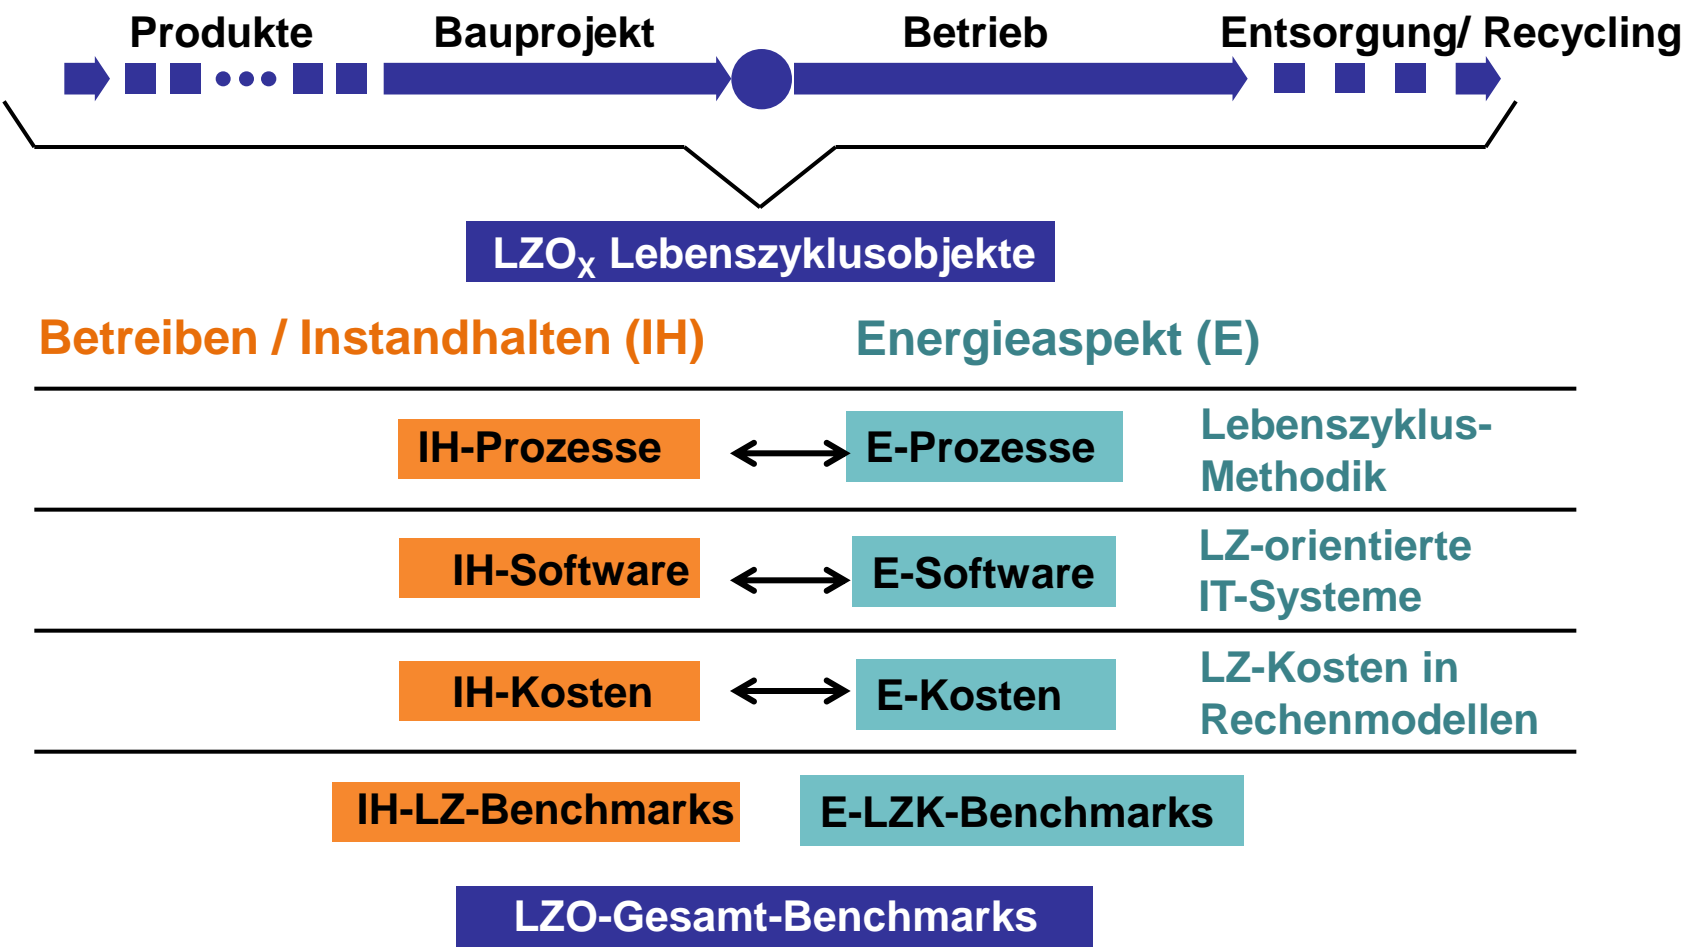 Produkte Bauprojekt Betrieb Entsorgung/ Recycling
LZOX Lebenszyklusobjekte
Betreiben / Instandhalten (IH) Energieaspekt (E)
IH-Prozesse E-Prozesse
Lebenszyklus-
Methodik
IH-Software E-Software
LZ-orientierte
IT-Systeme
IH-Kosten E-Kosten
LZ-Kosten in
Rechenmodellen
IH-LZ-Benchmarks E-LZK-Benchmarks
LZO-Gesamt-Benchmarks